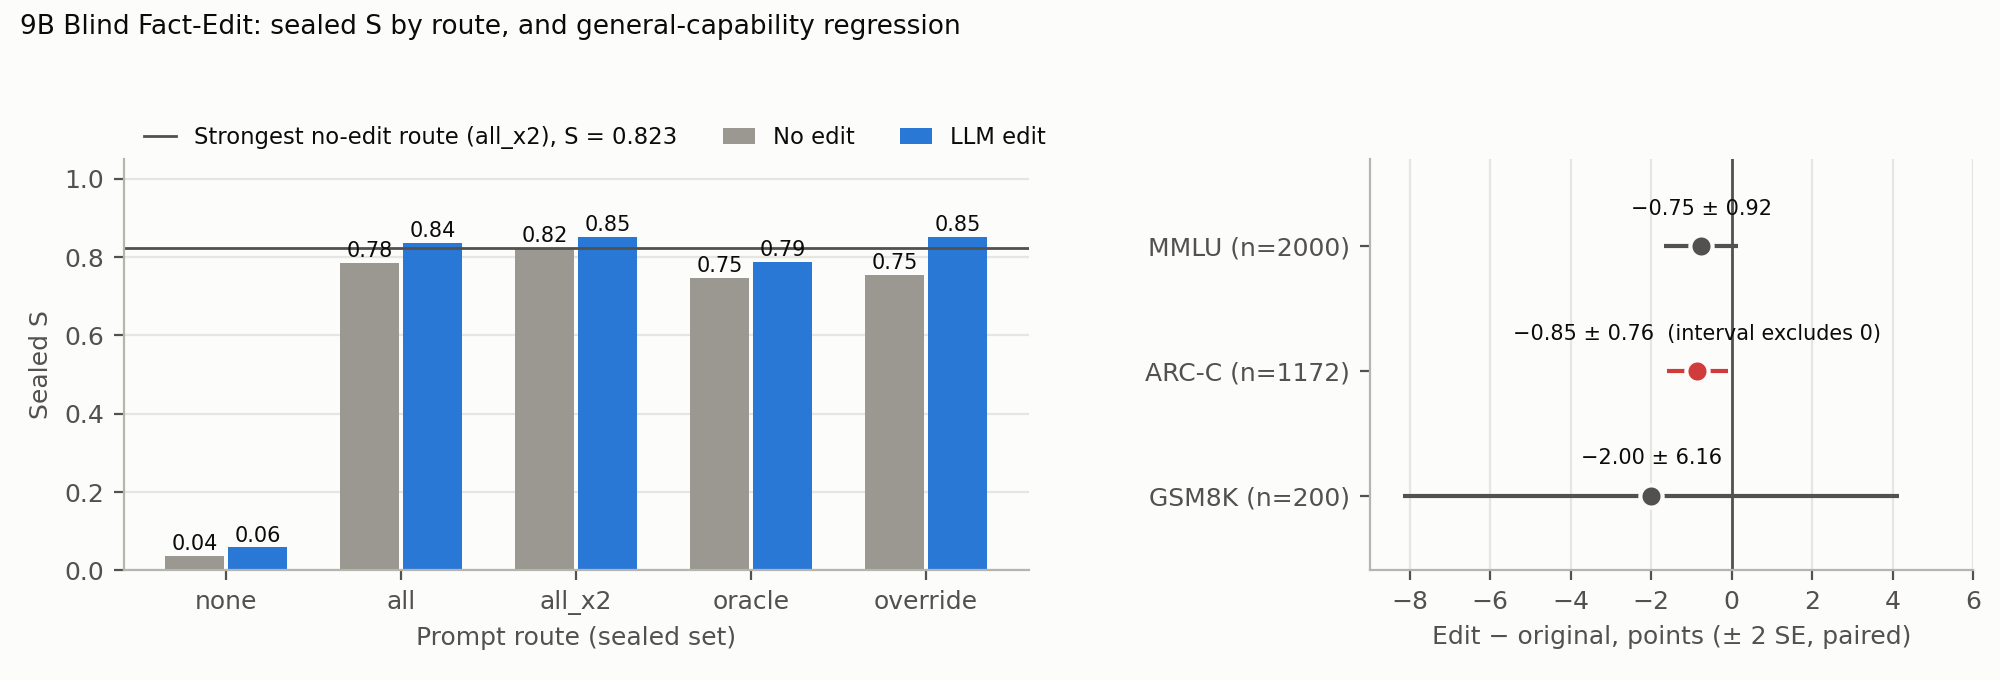 9B Blind Fact-Edit: sealed S by route, and general-capability regression
Strongest no-edit route (all_x2), S = 0.823
No edit
LLM edit
Sealed S
1.0
0.8
0.6
0.4
0.2
0.0
0.04
0.06
0.78
0.84
0.82
0.85
0.75
0.79
0.75
0.85
none
all
all_x2
oracle
override
Prompt route (sealed set)
MMLU (n=2000)
−0.75 ± 0.92
ARC-C (n=1172)
−0.85 ± 0.76 (interval excludes 0)
GSM8K (n=200)
−2.00 ± 6.16
−8
−6
−4
−2
0
2
4
6
Edit − original, points (± 2 SE, paired)